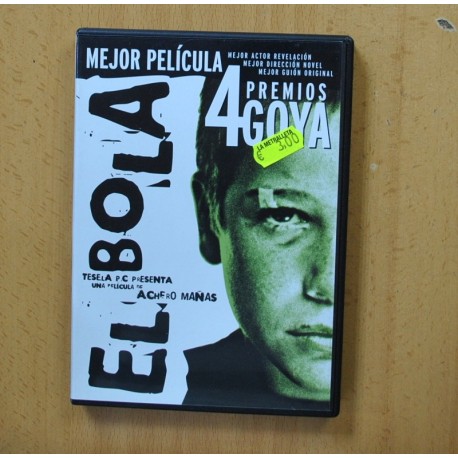 MEJOR PELÍCULA
MEJOR ACTOR REVELACIÓN
MEJOR DIRECCIÓN NOVEL
MEJOR GUIÓN ORIGINAL
4 PREMIOS
GOYA
LA METRALLETA
€ 3,00
EL BOLA
TESELA P.C PRESENTA
UNA PELÍCULA DE
ACHERO MAÑAS